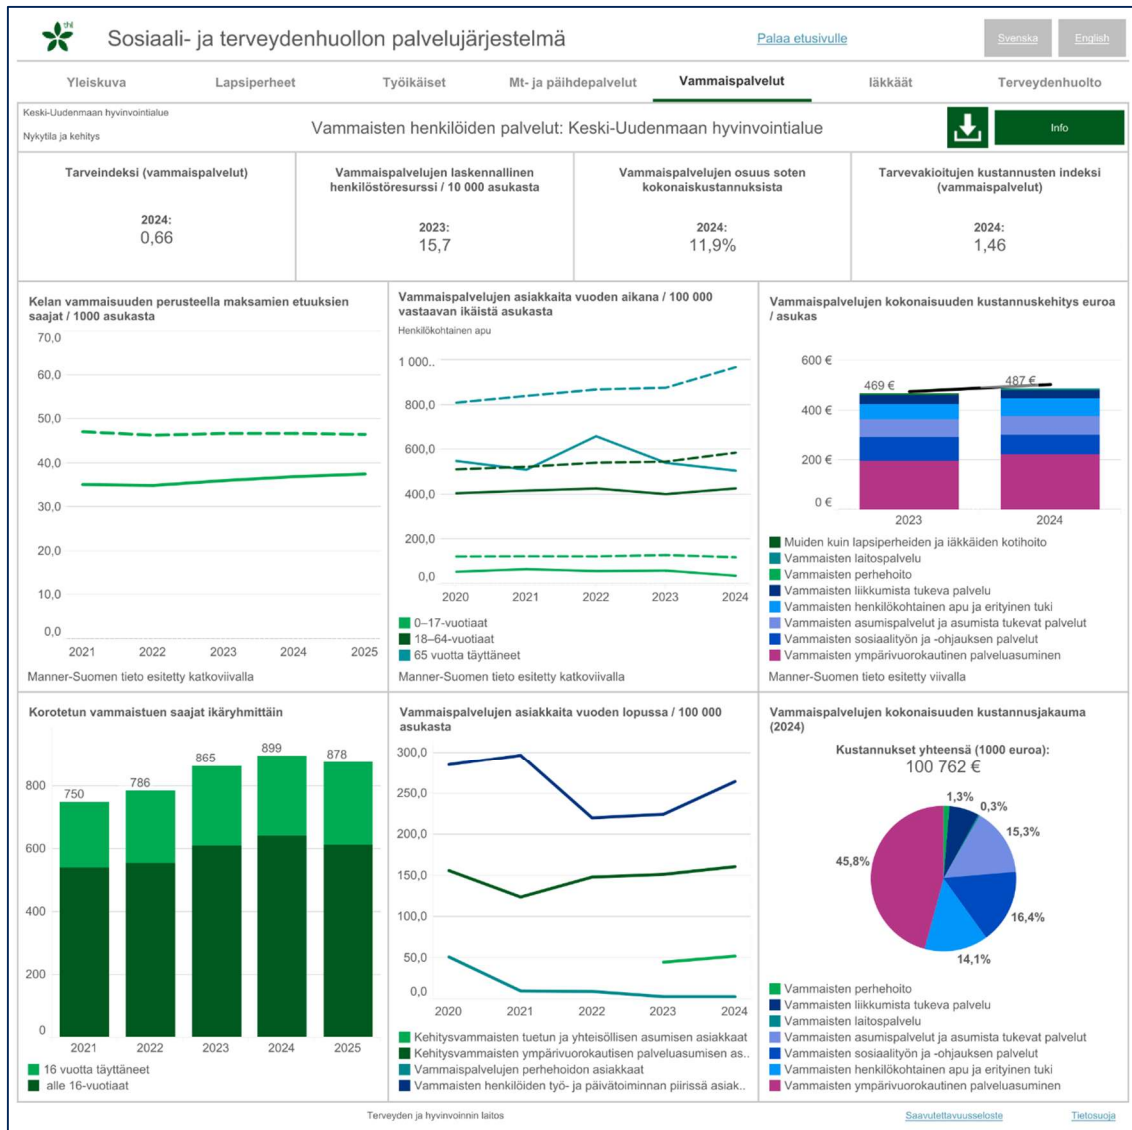 thl
Sosiaali- ja terveydenhuollon palvelujärjestelmä
Palaa etusivulle
Svenska
English
Yleiskuva
Lapsiperheet
Työikäiset
Mt- ja päihdepalvelut
Vammaispalvelut
Iäkkäät
Terveydenhuolto
Keski-Uudenmaan hyvinvointialue
Nykytila ja kehitys
Vammaisten henkilöiden palvelut: Keski-Uudenmaan hyvinvointialue
Info
Tarveindeksi (vammaispalvelut)
2024:
0,66
Vammaispalvelujen laskennallinen
henkilöstöresurssi / 10 000 asukasta
2023:
15,7
Vammaispalvelujen osuus soten
kokonaiskustannuksista
2024:
11,9%
Tarvevakioitujen kustannusten indeksi
(vammaispalvelut)
2024:
1,46
Kelan vammaisuuden perusteella maksamien etuuksien
saajat / 1000 asukasta
70,0
60,0
50,0
40,0
30,0
20,0
10,0
0,0
2021 2022 2023 2024 2025
Manner-Suomen tieto esitetty katkoviivalla
Vammaispalvelujen asiakkaita vuoden aikana / 100 000
vastaavan ikäistä asukasta
Henkilökohtainen apu
1 000..
800,0
600,0
400,0
200,0
0,0
2020 2021 2022 2023 2024
0–17-vuotiaat
18–64-vuotiaat
65 vuotta täyttäneet
Manner-Suomen tieto esitetty katkoviivalla
Vammaispalvelujen kokonaisuuden kustannuskehitys euroa
/ asukas
600 €
400 €
200 €
0 €
469 €
487 €
2023 2024
Muiden kuin lapsiperheiden ja iäkkäiden kotihoito
Vammaisten laitospalvelu
Vammaisten perhehoito
Vammaisten liikkumista tukeva palvelu
Vammaisten henkilökohtainen apu ja erityinen tuki
Vammaisten asumispalvelut ja asumista tukevat palvelut
Vammaisten sosiaalityön ja -ohjauksen palvelut
Vammaisten ympärivuorokautinen palveluasuminen
Manner-Suomen tieto esitetty viivalla
Korotetun vammaistuen saajat ikäryhmittäin
800
600
400
200
0
750
786
865
899
878
2021 2022 2023 2024 2025
16 vuotta täyttäneet
alle 16-vuotiaat
Vammaispalvelujen asiakkaita vuoden lopussa / 100 000
asukasta
300,0
250,0
200,0
150,0
100,0
50,0
0,0
2020 2021 2022 2023 2024
Kehitysvammaisten tuetun ja yhteisöllisen asumisen asiakkaat
Kehitysvammaisten ympärivuorokautisen palveluasumisen as..
Vammaispalvelujen perhehoidon asiakkaat
Vammaisten henkilöiden työ- ja päivätoiminnan piirissä asiak..
Vammaispalvelujen kokonaisuuden kustannusjakauma
(2024)
Kustannukset yhteensä (1000 euroa):
100 762 €
1,3%
0,3%
15,3%
45,8%
16,4%
14,1%
Vammaisten perhehoito
Vammaisten liikkumista tukeva palvelu
Vammaisten laitospalvelu
Vammaisten asumispalvelut ja asumista tukevat palvelut
Vammaisten sosiaalityön ja -ohjauksen palvelut
Vammaisten henkilökohtainen apu ja erityinen tuki
Vammaisten ympärivuorokautinen palveluasuminen
Terveyden ja hyvinvoinnin laitos
Saavutettavuusseloste
Tietosuoja